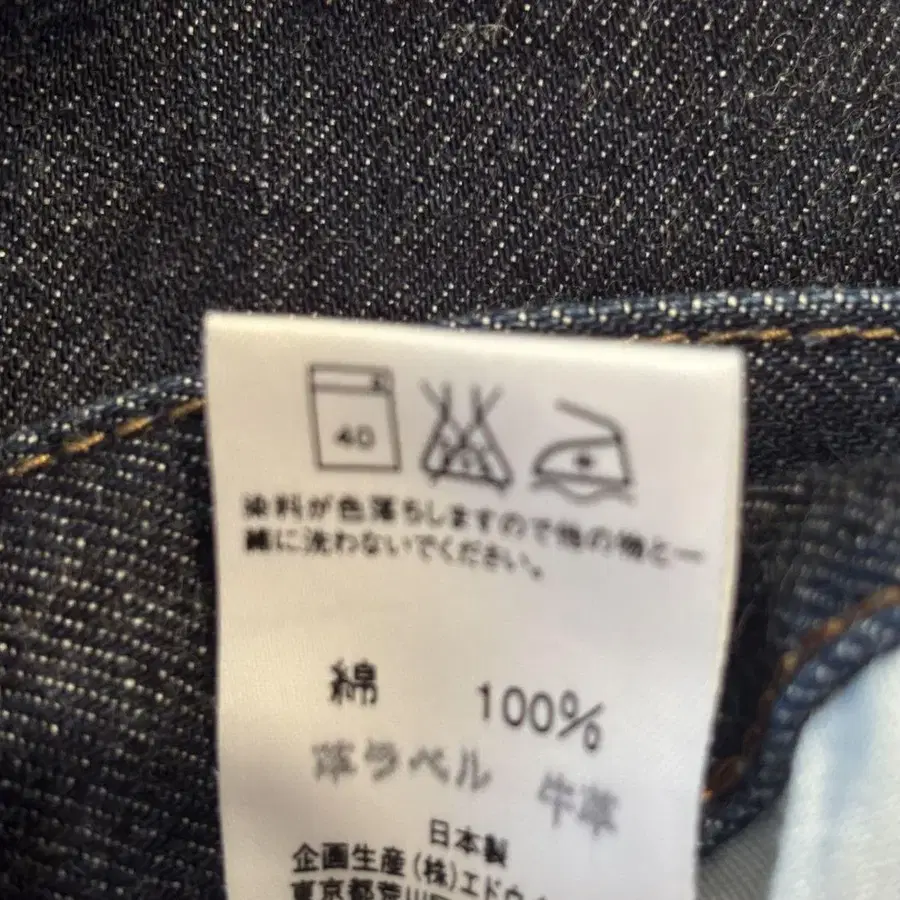 40
染料が色落ちしますので他の物と一
緒に洗わないでください。
綿 100%
革ラベル 牛革
日本製
企画生産(株)エドウ
東京都荒川